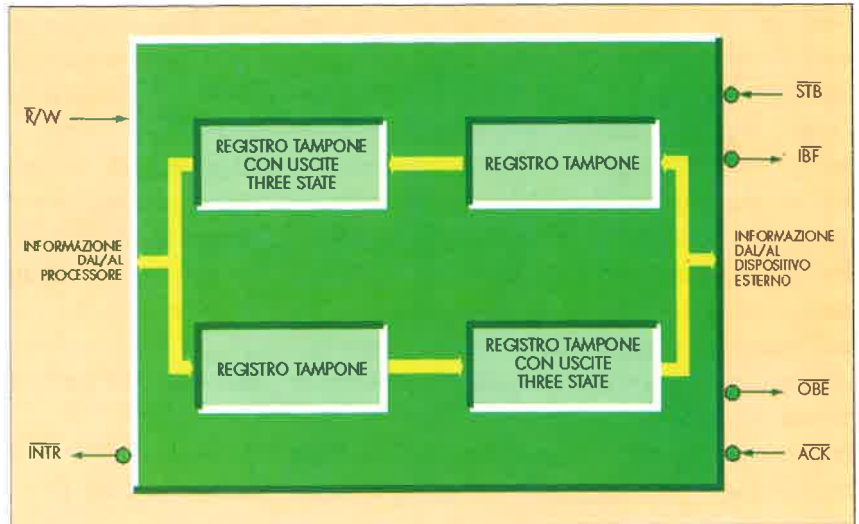 R/W
STB
IBF
REGISTRO TAMPONE
CON USCITE
THREE STATE
REGISTRO TAMPONE
INFORMAZIONE
DAL/AL
PROCESSORE
INFORMAZIONE
DAL/AL
DISPOSITIVO
ESTERNO
REGISTRO TAMPONE
REGISTRO TAMPONE
CON USCITE
THREE STATE
OBE
INTR
ACK